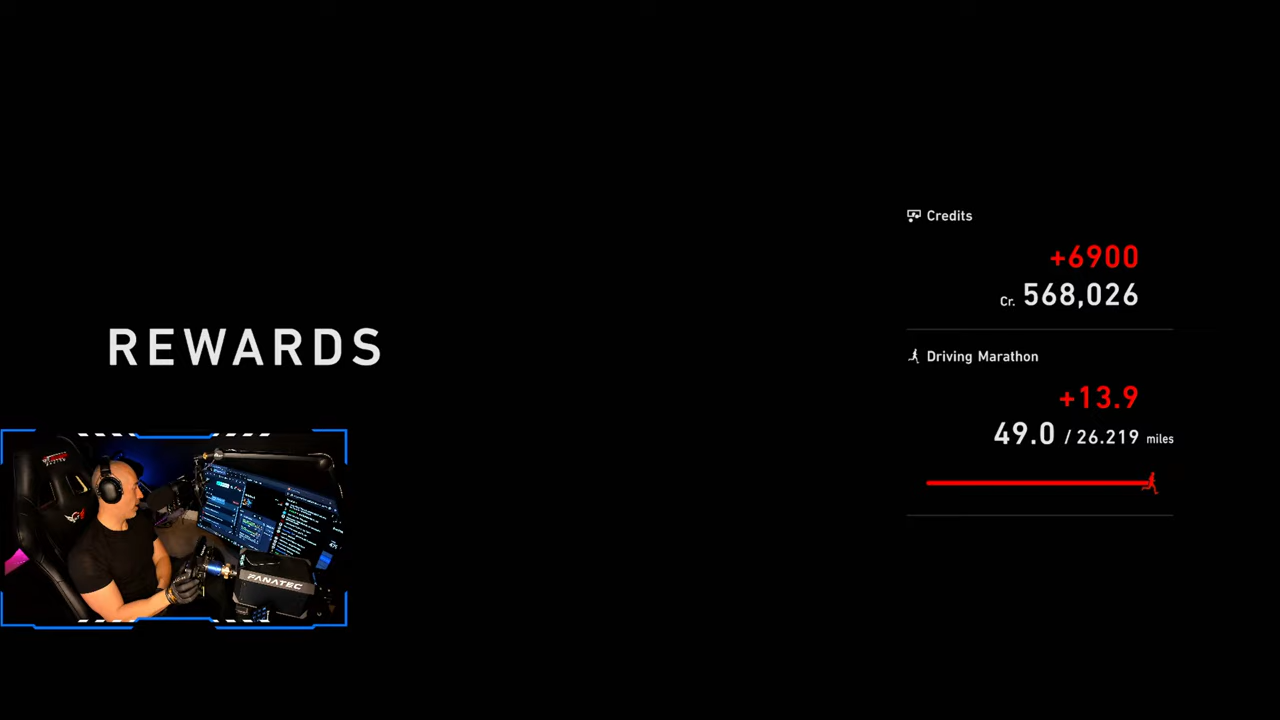 Credits
+6900
Cr. 568,026
REWARDS
Driving Marathon
+13.9
49.0 / 26.219 miles
FANATEC